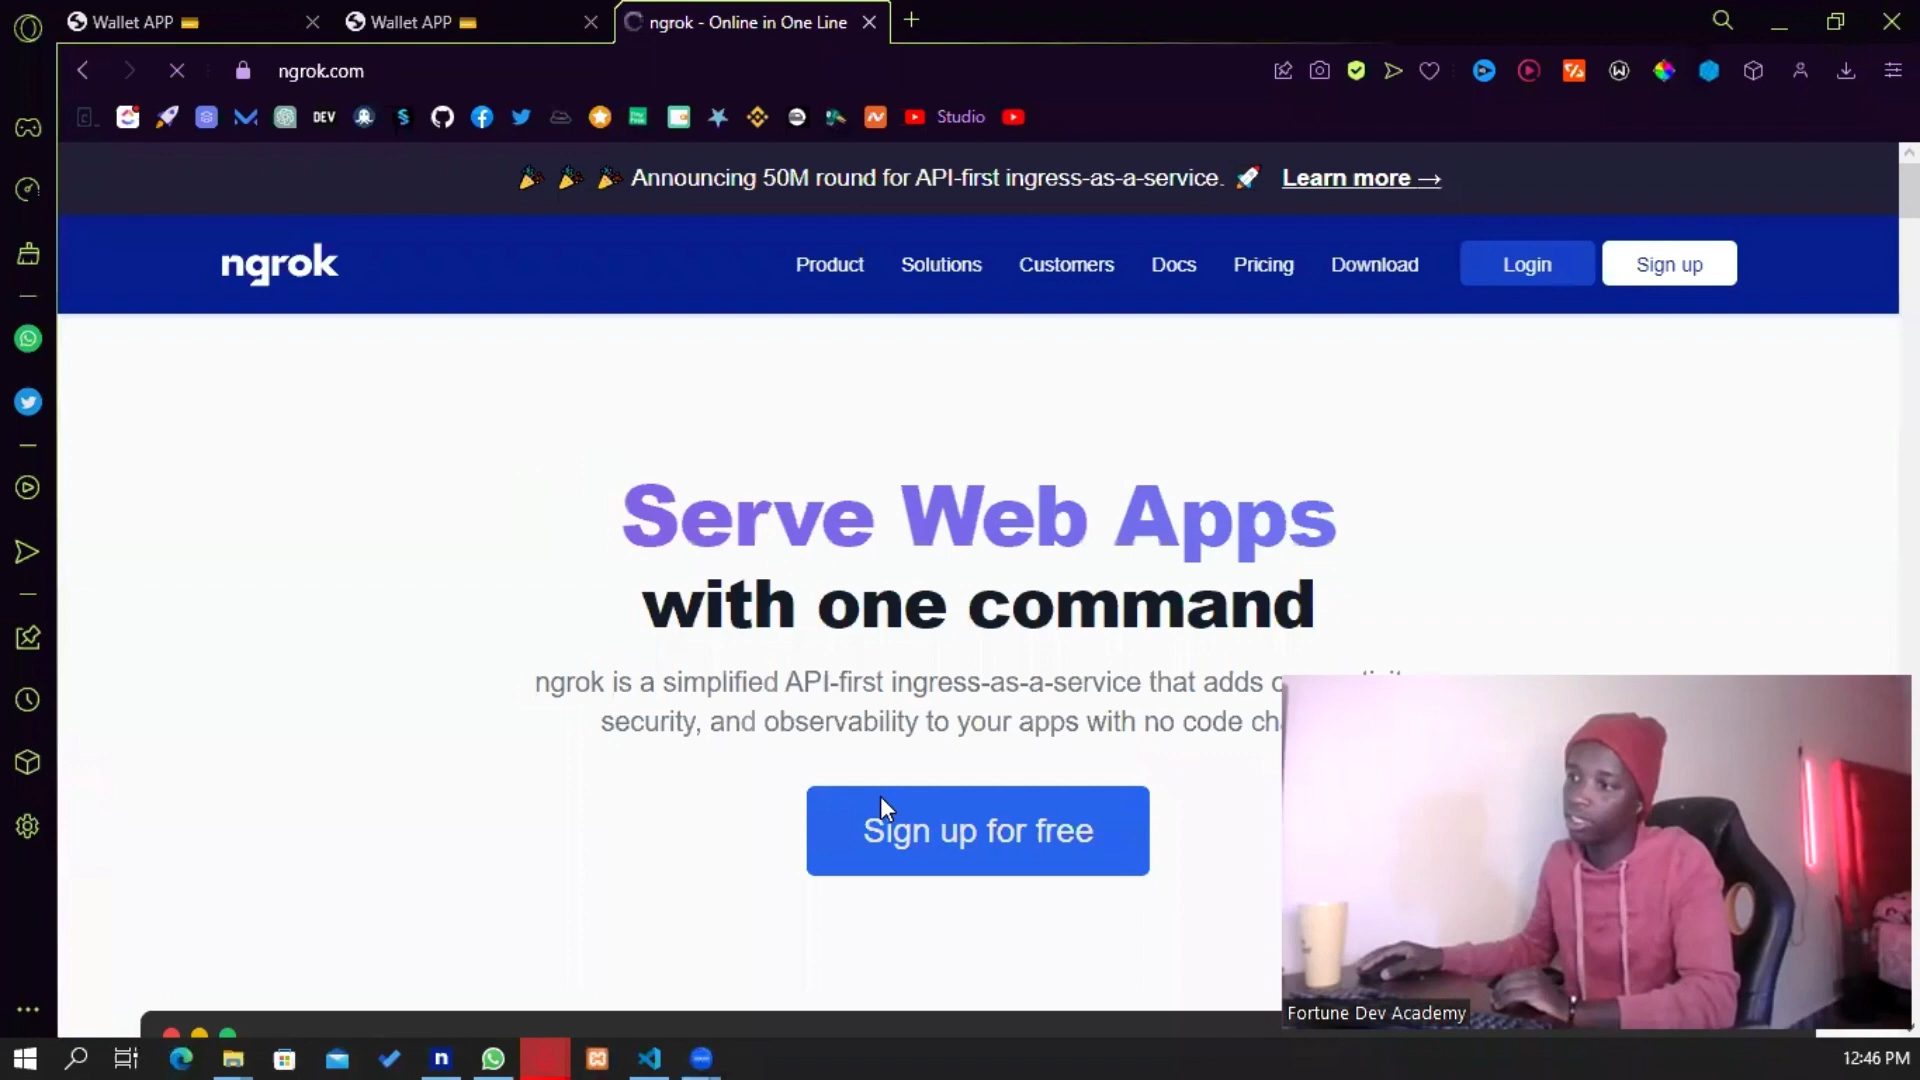 Wallet APP
Wallet APP
ngrok - Online in One Line
ngrok.com
DEV
Studio
Announcing 50M round for API-first ingress-as-a-service. Learn more →
ngrok
Product
Solutions
Customers
Docs
Pricing
Download
Login
Sign up
Serve Web Apps
with one command
ngrok is a simplified API-first ingress-as-a-service that adds
security, and observability to your apps with no code
Sign up for free
Fortune Dev Academy
12:46 PM